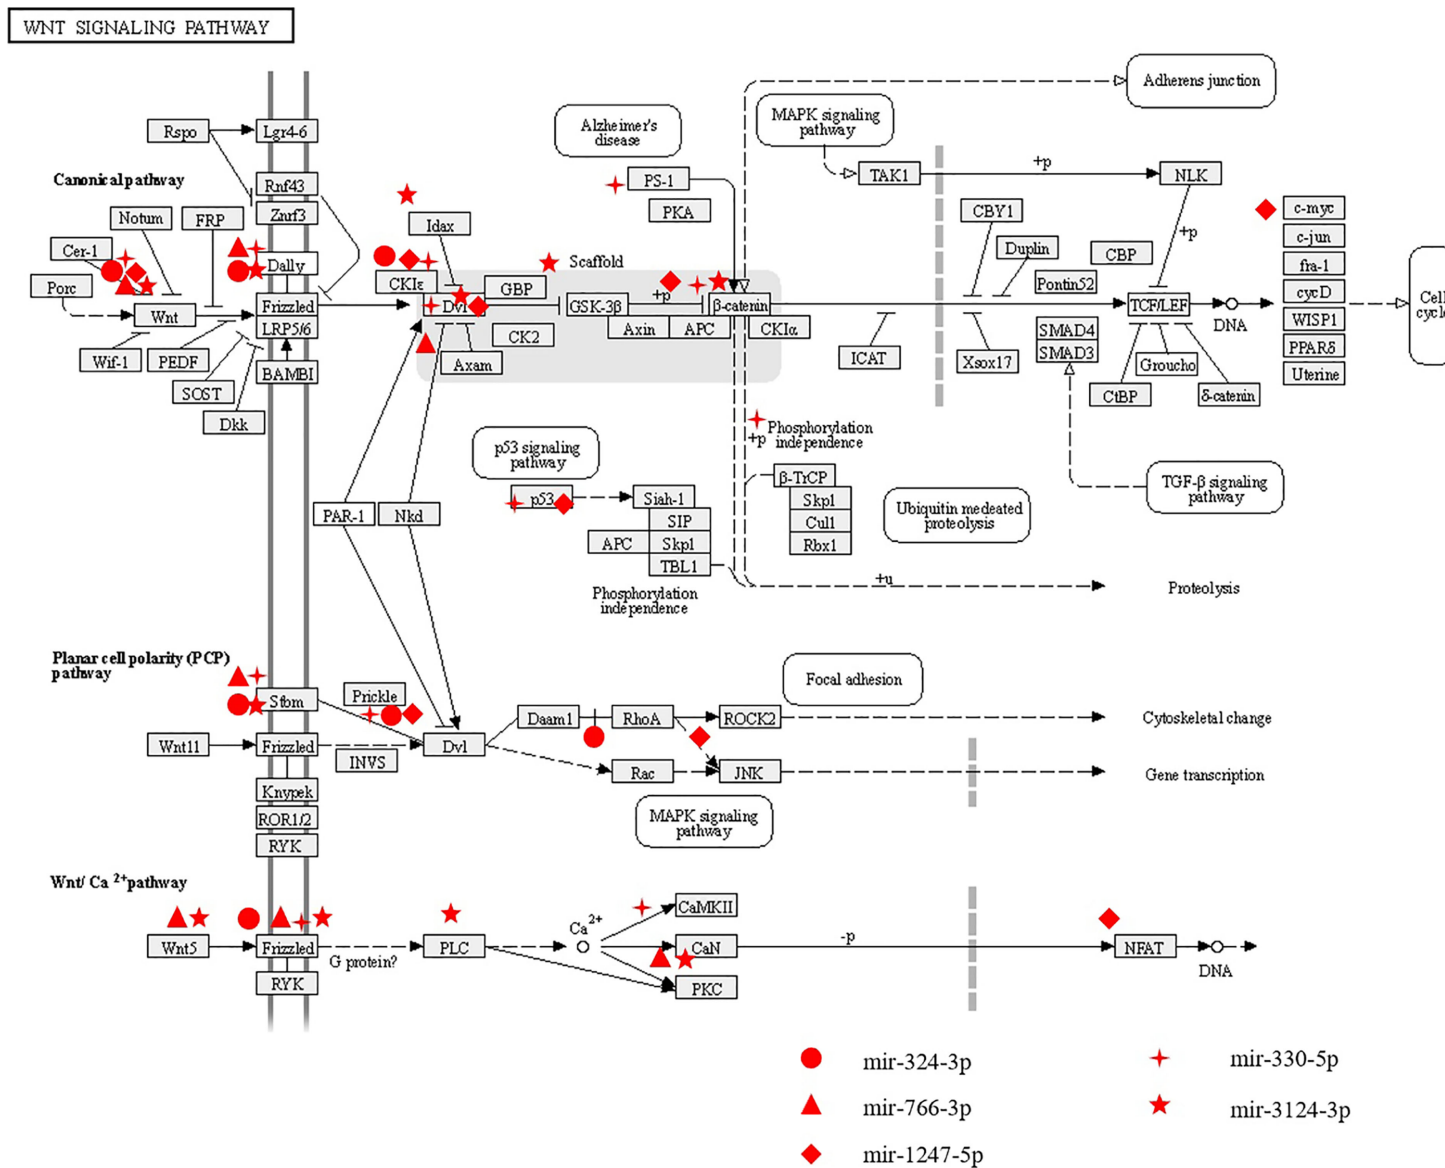 WNT SIGNALING PATHWAY
Adherens junction
Alzheimer's
disease
MAPK signaling
pathway
Rspo
Lgr4-6
+p
Canonical pathway
Rnf43
PS-1
TAK1
NLK
Notum
FRP
Znrf3
PKA
CBY1
c-myc
Idax
+p
Cer-1
Duplin
CBP
c-jun
Dally
Scaffold
fra-1
Porc
CKIε
GBP
Pontin52
cycD
Cell
cycle
Wnt
Frizzled
Dvl
GSK-3β
+p
β-catenin
TCF/LEF
DNA
LRP5/6
Axin
APC
CKIα
SMAD4
WISP1
CK2
SMAD3
PPARδ
Wif-1
PEDF
BAMBI
Axam
ICAT
Xsox17
Groucho
Uterine
SOST
CtBP
δ-catenin
Dkk
Phosphorylation
independence
+p
p53 signaling
pathway
β-TrCP
TGF-β signaling
pathway
p53
Siah-1
Skp1
Ubiquitin medeated
proteolysis
PAR-1
Nkd
SIP
Cul1
APC
Skp1
Rbx1
TBL1
+u
Proteolysis
Phosphorylation
independence
Planar cell polarity (PCP)
pathway
Focal adhesion
Stbm
Prickle
Daam1
RhoA
ROCK2
Cytoskeletal change
Wnt11
Frizzled
Dvl
INVS
Rac
JNK
Gene transcription
Knypek
ROR1/2
MAPK signaling
pathway
RYK
Wnt/ Ca 2+pathway
CaMKII
Ca2+
Wnt5
Frizzled
PLC
CaN
-p
NFAT
G protein?
DNA
RYK
PKC
mir-324-3p
mir-330-5p
mir-766-3p
mir-3124-3p
mir-1247-5p